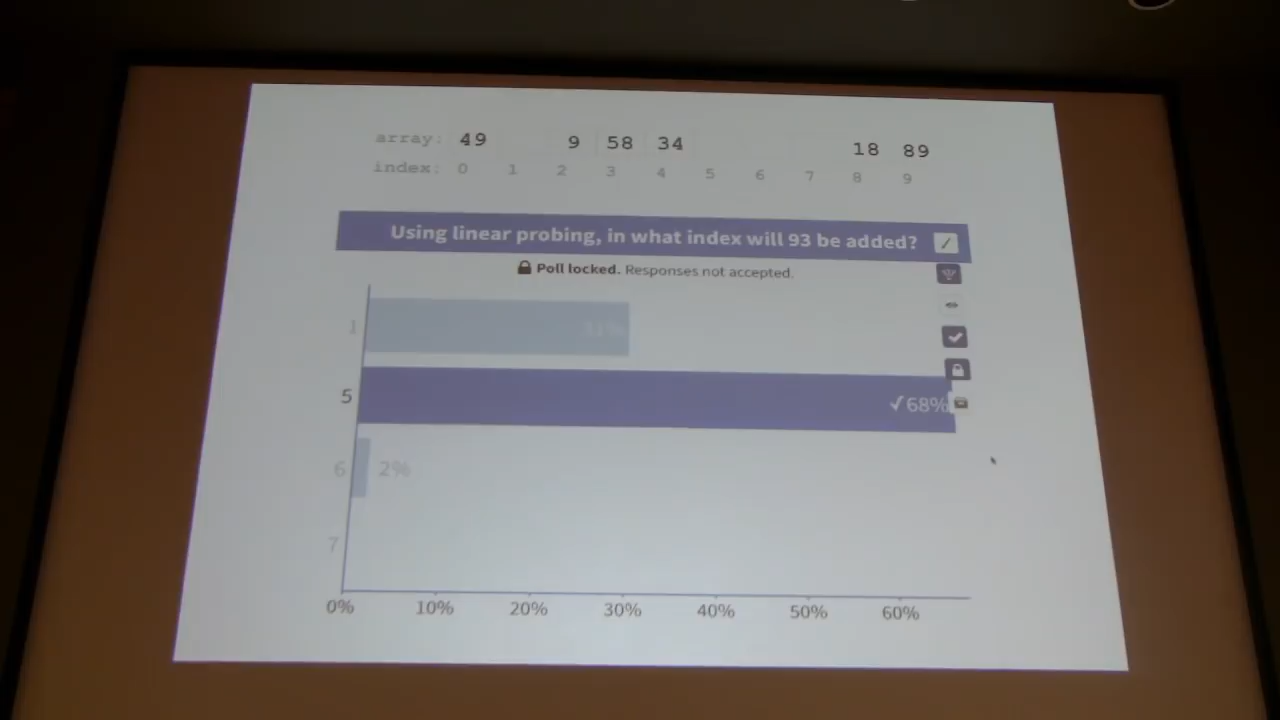 array: 49 9 58 34 18 89
index: 0 1 2 3 4 5 6 7 8 9
Using linear probing, in what index will 93 be added?
Poll locked. Responses not accepted.
1 31%
5 ✓68%
6 2%
7
0% 10% 20% 30% 40% 50% 60%